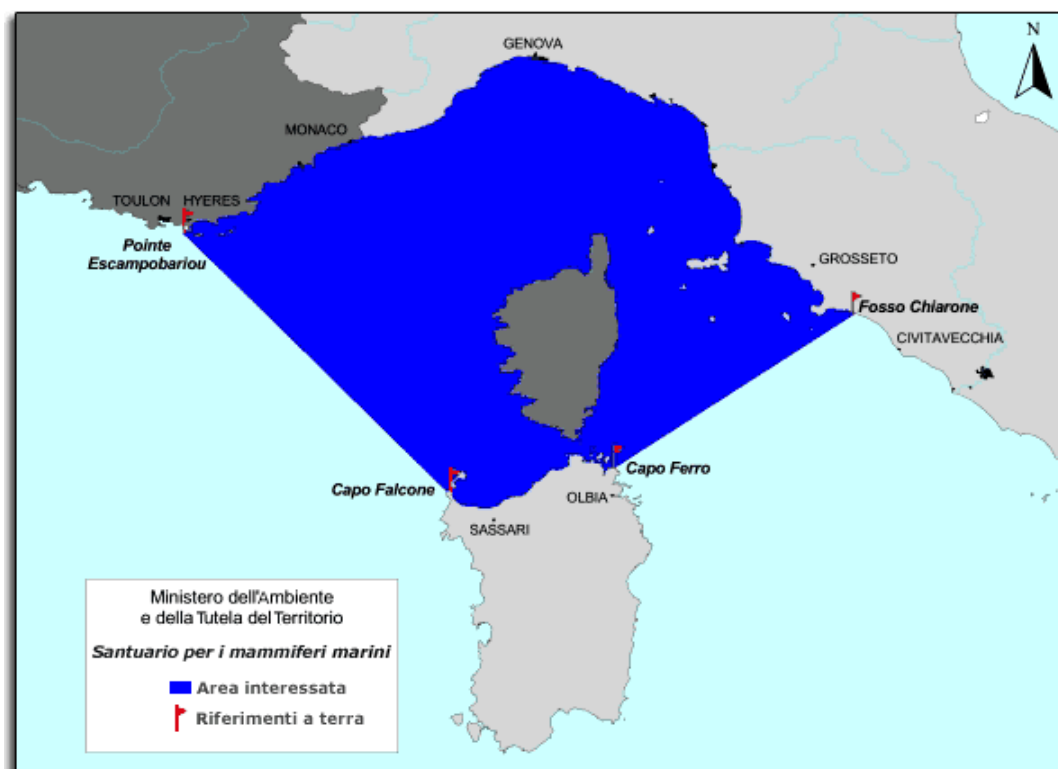 N
GENOVA
MONACO
TOULON HYERES
Pointe
Escampobariou
GROSSETO
Fosso Chiarone
CIVITAVECCHIA
Capo Ferro
Capo Falcone
OLBIA
SASSARI
Ministero dell'Ambiente
e della Tutela del Territorio
Santuario per i mammiferi marini
Area interessata
Riferimenti a terra